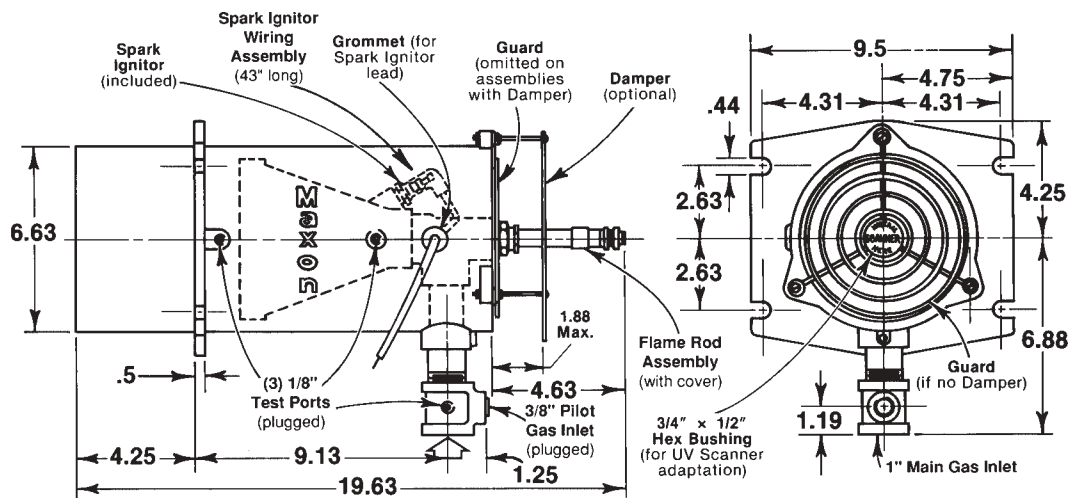 Spark Ignitor
Wiring
Assembly
(43" long)
Spark
Ignitor
(included)
Grommet (for
Spark Ignitor
lead)
Guard
(omitted on
assemblies
with Damper)
Damper
(optional)
9.5
4.75
.44
4.31
4.31
2.63
2.63
4.25
6.88
6.63
Maxon
SCANNER
1.88
Max.
Flame Rod
Assembly
(with cover)
Guard
(if no Damper)
.5
(3) 1/8"
Test Ports
(plugged)
4.63
3/8" Pilot
Gas Inlet
(plugged)
3/4" × 1/2"
Hex Bushing
(for UV Scanner
adaptation)
1.19
1" Main Gas Inlet
4.25
9.13
1.25
19.63